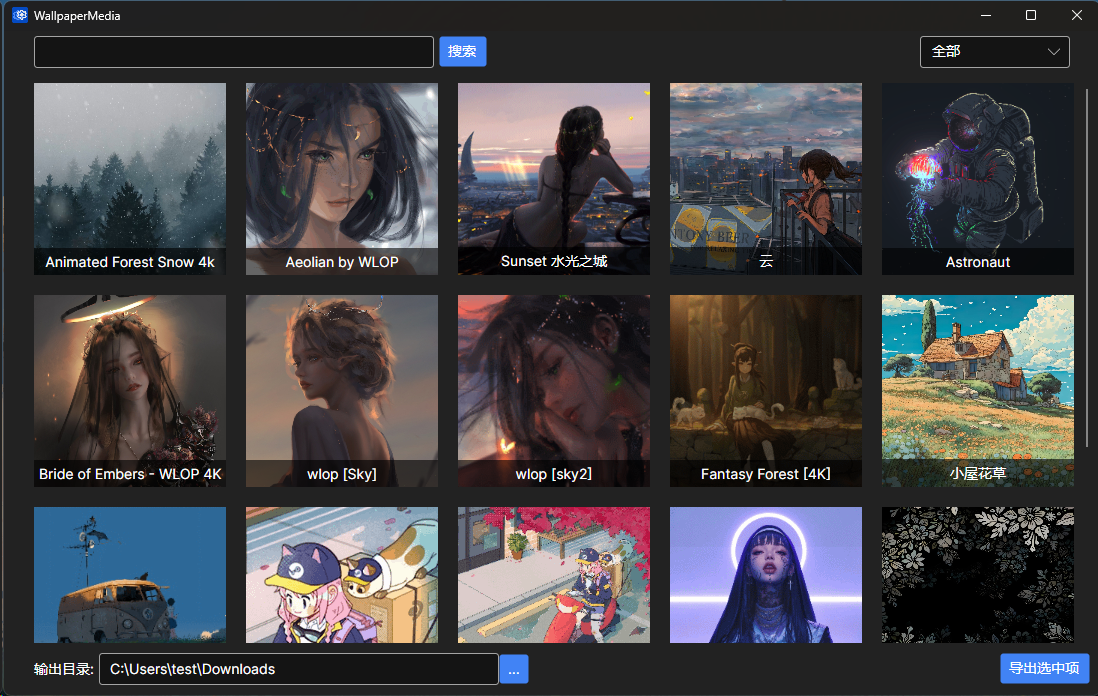 WallpaperMedia
搜索
全部
Animated Forest Snow 4k
Aeolian by WLOP
Sunset 水光之城
云
Astronaut
Bride of Embers - WLOP 4K
wlop [Sky]
wlop [sky2]
Fantasy Forest [4K]
小屋花草
输出目录:
C:\Users\test\Downloads
...
导出选中项